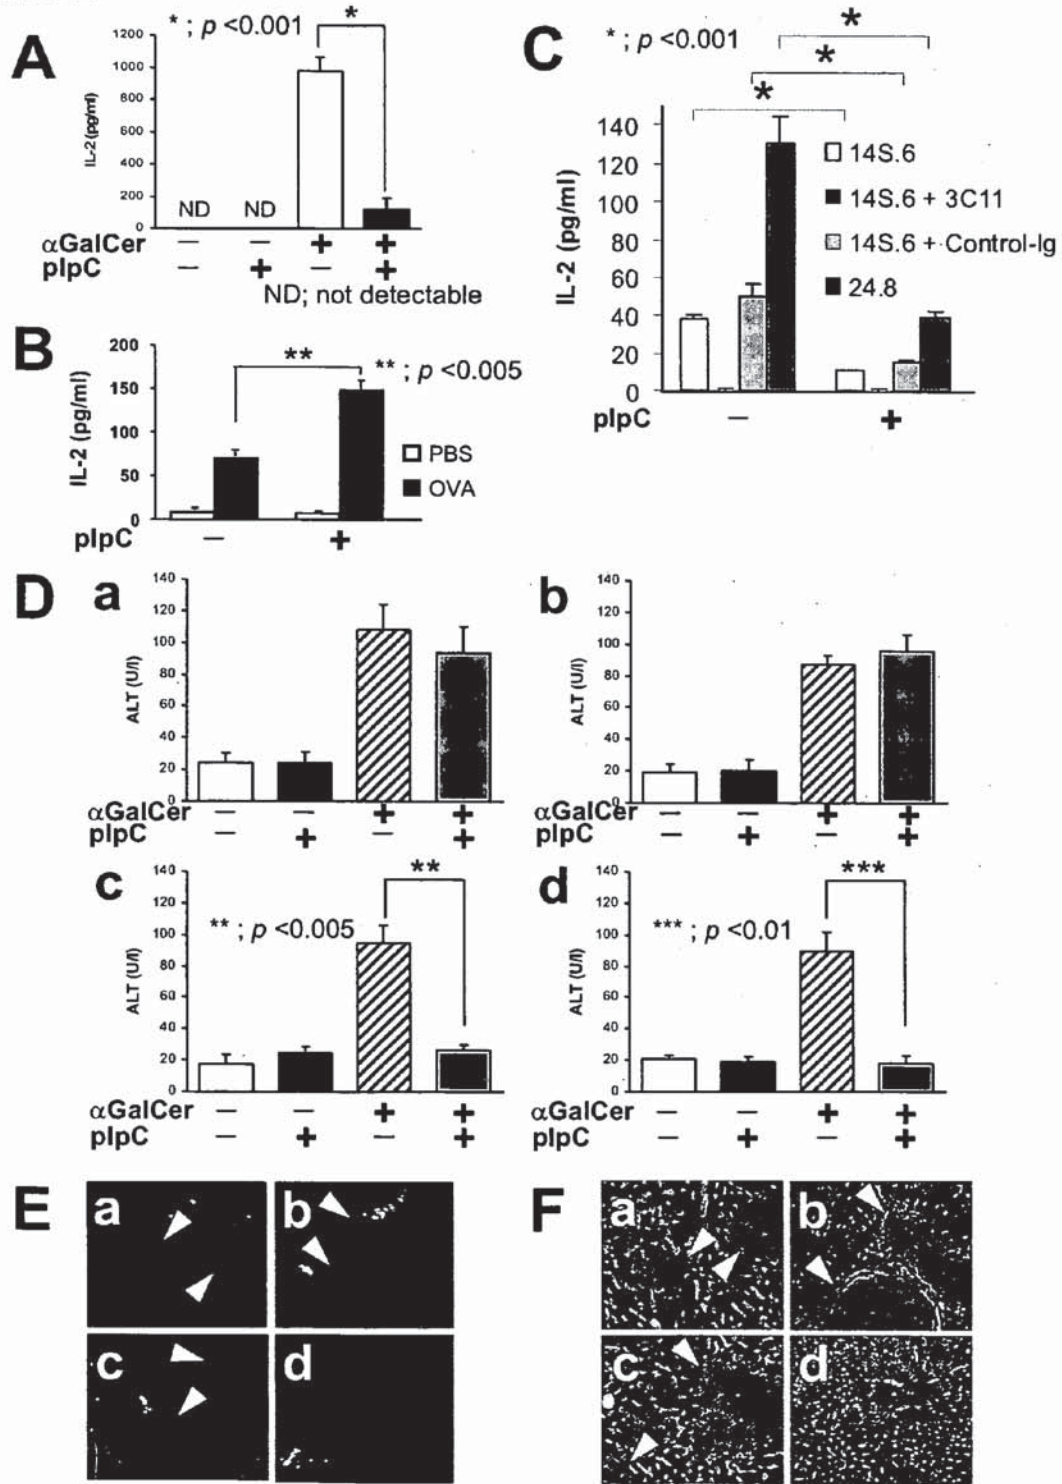 A
* ; p <0.001
*
1200
1000
800
600
400
200
0
IL-2 (pg/ml)
ND ND
αGalCer — — + +
pIpC — + — +
ND; not detectable
B
200
150
100
50
0
IL-2 (pg/ml)
**
** ; p <0.005
PBS
OVA
pIpC — +
C
* ; p <0.001
*
*
*
140
120
100
80
60
40
20
0
IL-2 (pg/ml)
14S.6
14S.6 + 3C11
14S.6 + Control-Ig
24.8
pIpC — +
D
a
140
120
100
80
60
40
20
0
ALT (U/l)
αGalCer — — + +
pIpC — + — +
b
140
120
100
80
60
40
20
0
ALT (U/l)
αGalCer — — + +
pIpC — + — +
c
140
120
100
80
60
40
20
0
ALT (U/l)
**
** ; p <0.005
αGalCer — — + +
pIpC — + — +
d
140
120
100
80
60
40
20
0
ALT (U/l)
***
*** ; p <0.01
αGalCer — — + +
pIpC — + — +
E
a b
c d
F
a b
c d